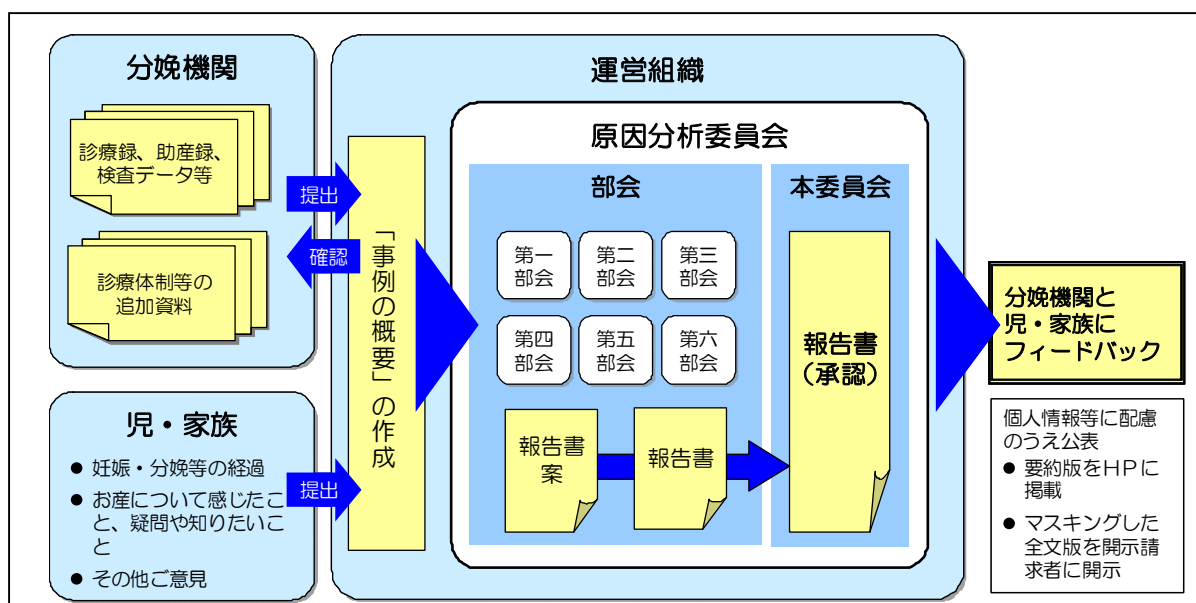 分娩機関
診療録、助産録、
検査データ等
提出
確認
診療体制等の
追加資料
児・家族
● 妊娠・分娩等の経過
● お産について感じたこ
と、疑問や知りたいこ
と
● その他ご意見
提出
運営組織
「事例の概要」の作成
原因分析委員会
部会
第一
部会
第二
部会
第三
部会
第四
部会
第五
部会
第六
部会
報告書
案
報告書
本委員会
報告書
(承認)
分娩機関と
児・家族に
フィードバック
個人情報等に配慮
のうえ公表
● 要約版をHPに
掲載
● マスキングした
全文版を開示請
求者に開示